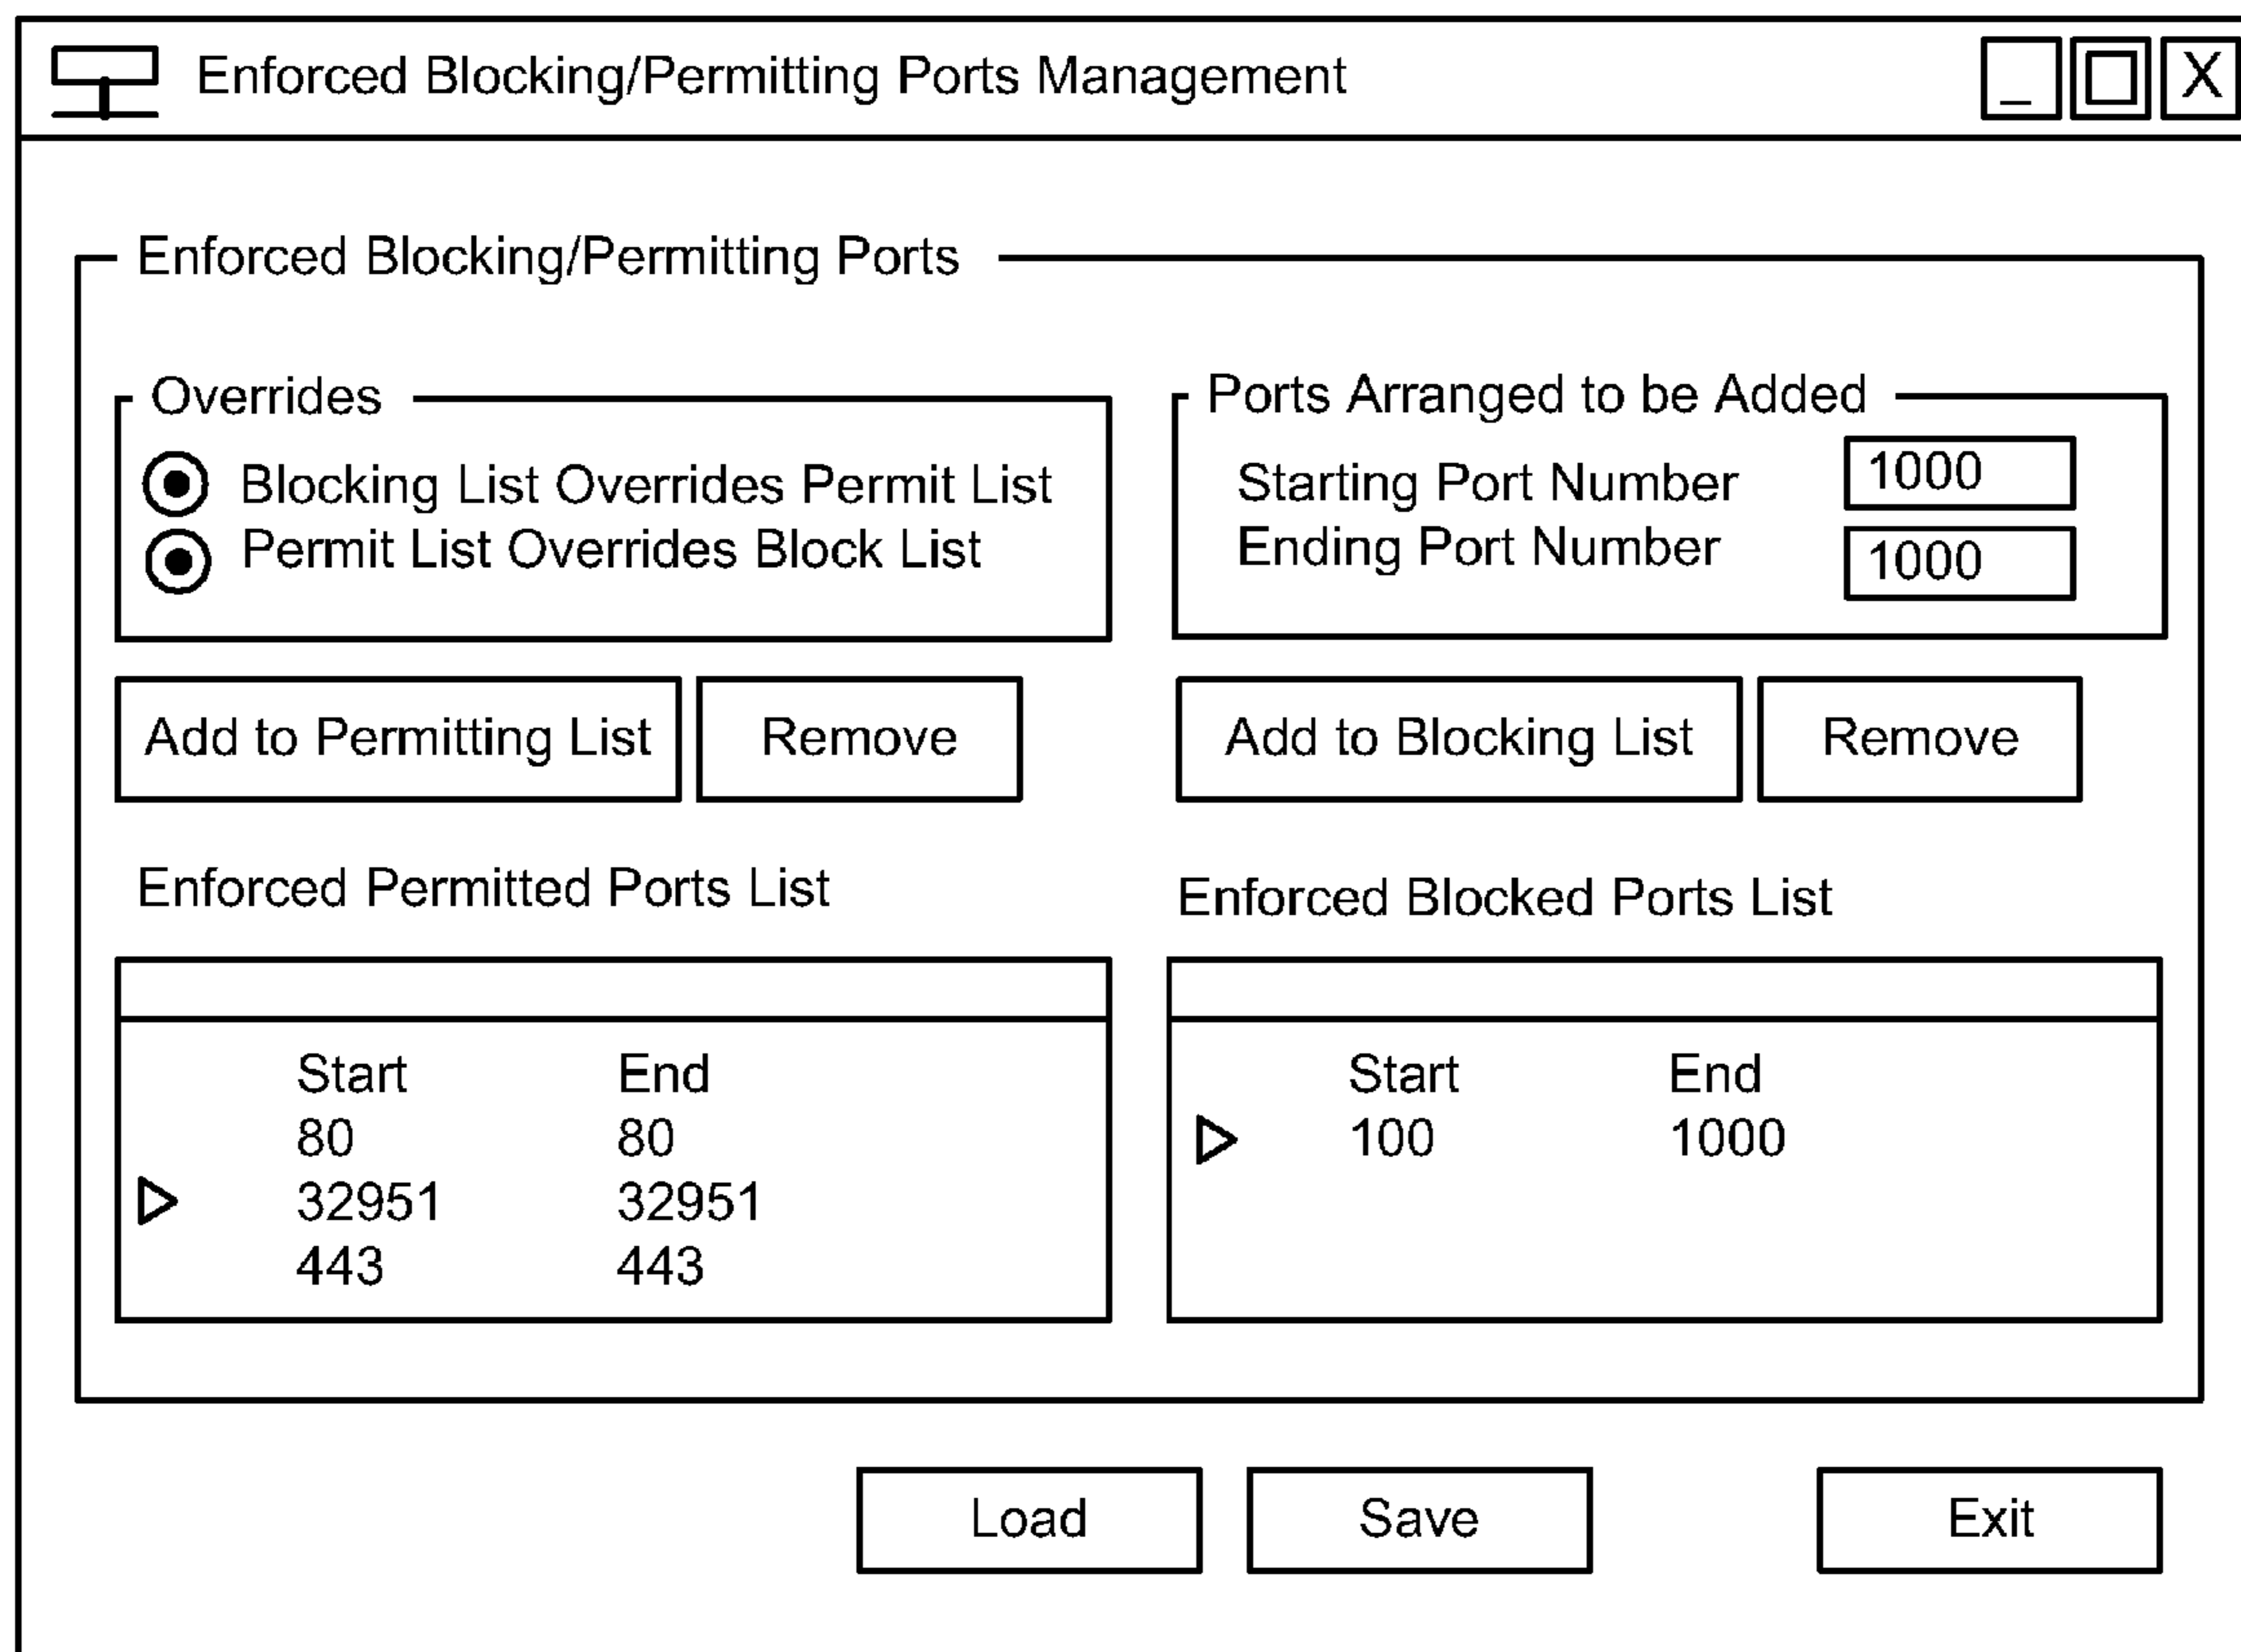 Enforced Blocking/Permitting Ports Management
_ X
Enforced Blocking/Permitting Ports
Overrides
Blocking List Overrides Permit List
Permit List Overrides Block List
Ports Arranged to be Added
Starting Port Number 1000
Ending Port Number 1000
Add to Permitting List
Remove
Add to Blocking List
Remove
Enforced Permitted Ports List
Start End
80 80
32951 32951
443 443
Enforced Blocked Ports List
Start End
100 1000
Load
Save
Exit